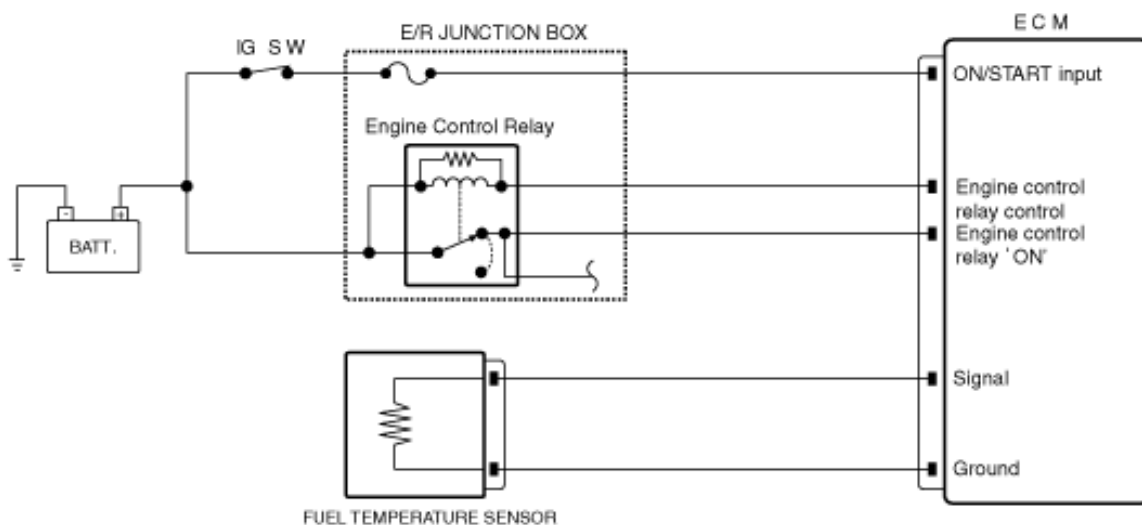 E C M
E/R JUNCTION BOX
IG S W
ON/START input
Engine Control Relay
Engine control
relay control
Engine control
relay 'ON'
- +
BATT.
Signal
Ground
FUEL TEMPERATURE SENSOR